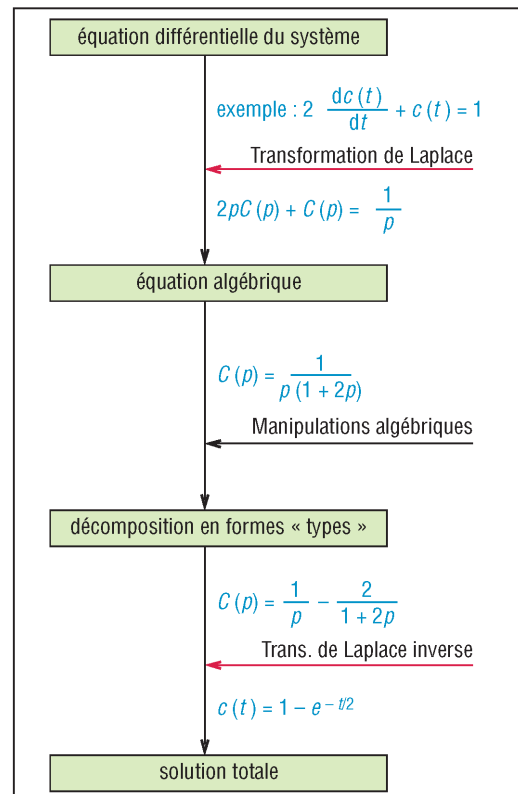 équation différentielle du système
exemple : 2 dc (t)/dt + c (t) = 1
Transformation de Laplace
2pC (p) + C (p) = 1/p
équation algébrique
C (p) = 1/p (1 + 2p)
Manipulations algébriques
décomposition en formes « types »
C (p) = 1/p – 2/1 + 2p
Trans. de Laplace inverse
c (t) = 1 – e – t/2
solution totale